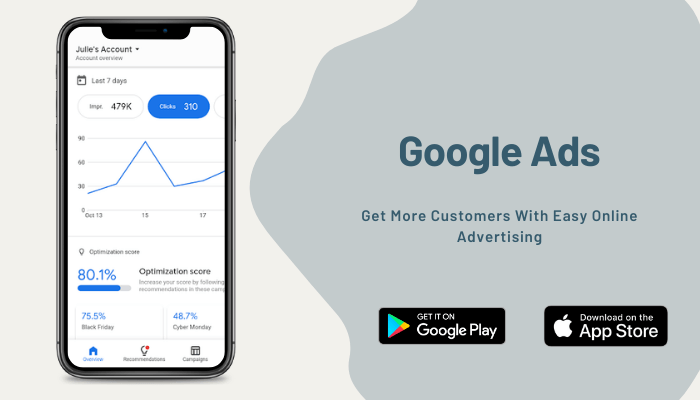 Julie's Account
Account overview
Last 7 days
Impr. 479K
Clicks 310
90
60
30
0
Oct 13 15 17
Optimization score
80.1%
Optimization score
Increase your score by following
recommendations in these camp
75.5%
Black Friday
48.7%
Cyber Monday
Overview
Recommendations
Campaigns
Google Ads
Get More Customers With Easy Online
Advertising
GET IT ON
Google Play
Download on the
App Store